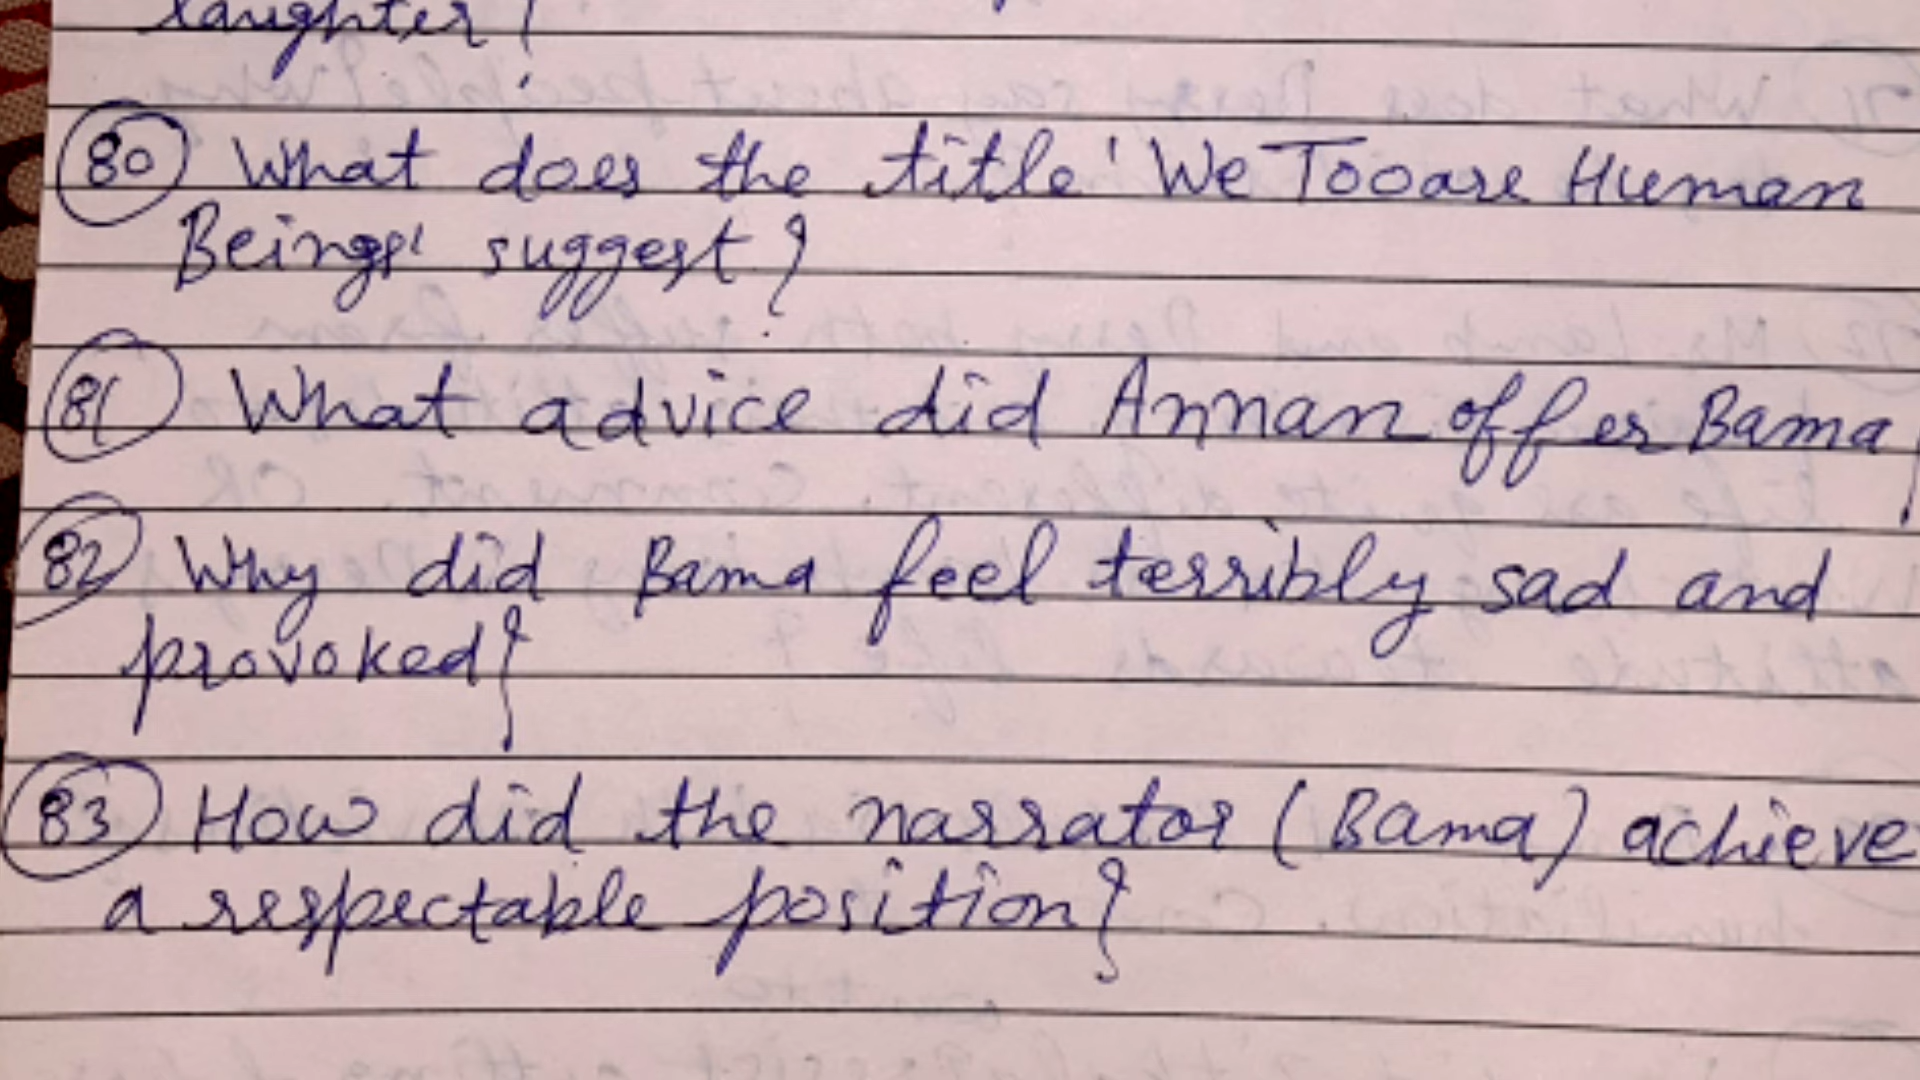 laughter?
80 What does the title 'We Too are Human
Beings' suggest?
81 What advice did Annan offer Bama?
82 Why did Bama feel terribly sad and
provoked?
83 How did the narrator (Bama) achieve
a respectable position?